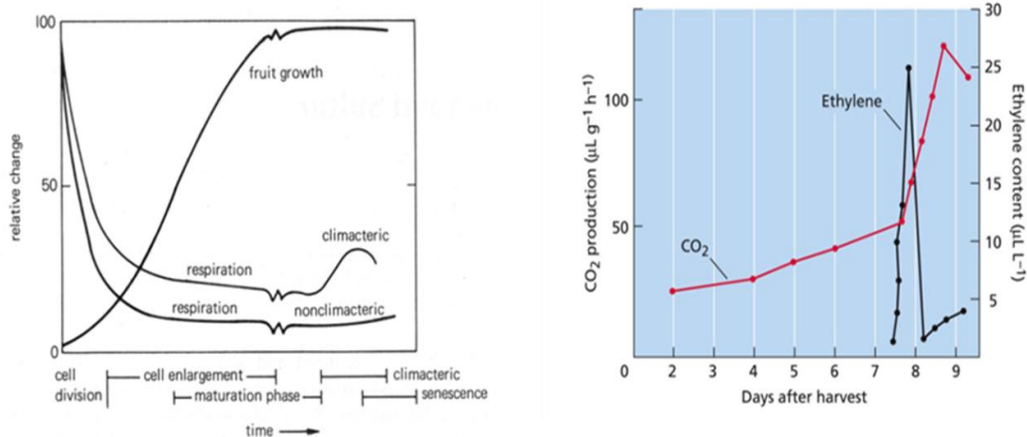 100
50
0
relative change
fruit growth
climacteric
respiration
respiration
nonclimacteric
cell division
cell enlargement
climacteric
maturation phase
senescence
time
CO₂ production (µL g⁻¹ h⁻¹)
100
50
Ethylene
CO₂
30
25
20
15
10
5
Ethylene content (µL L⁻¹)
0 2 3 4 5 6 7 8 9
Days after harvest